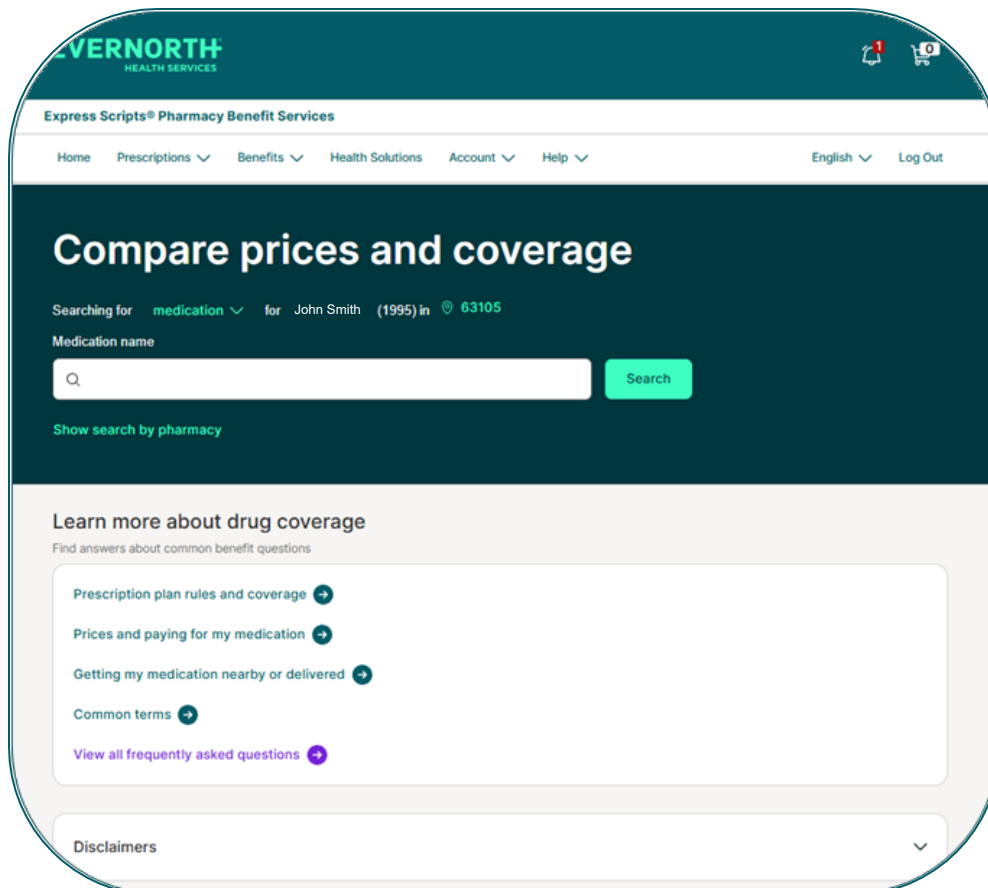 EVERNORTH
HEALTH SERVICES
1
0
Express Scripts® Pharmacy Benefit Services
Home Prescriptions Benefits Health Solutions Account Help English Log Out
Compare prices and coverage
Searching for medication for John Smith (1995) in 63105
Medication name
Search
Show search by pharmacy
Learn more about drug coverage
Find answers about common benefit questions
Prescription plan rules and coverage
Prices and paying for my medication
Getting my medication nearby or delivered
Common terms
View all frequently asked questions
Disclaimers